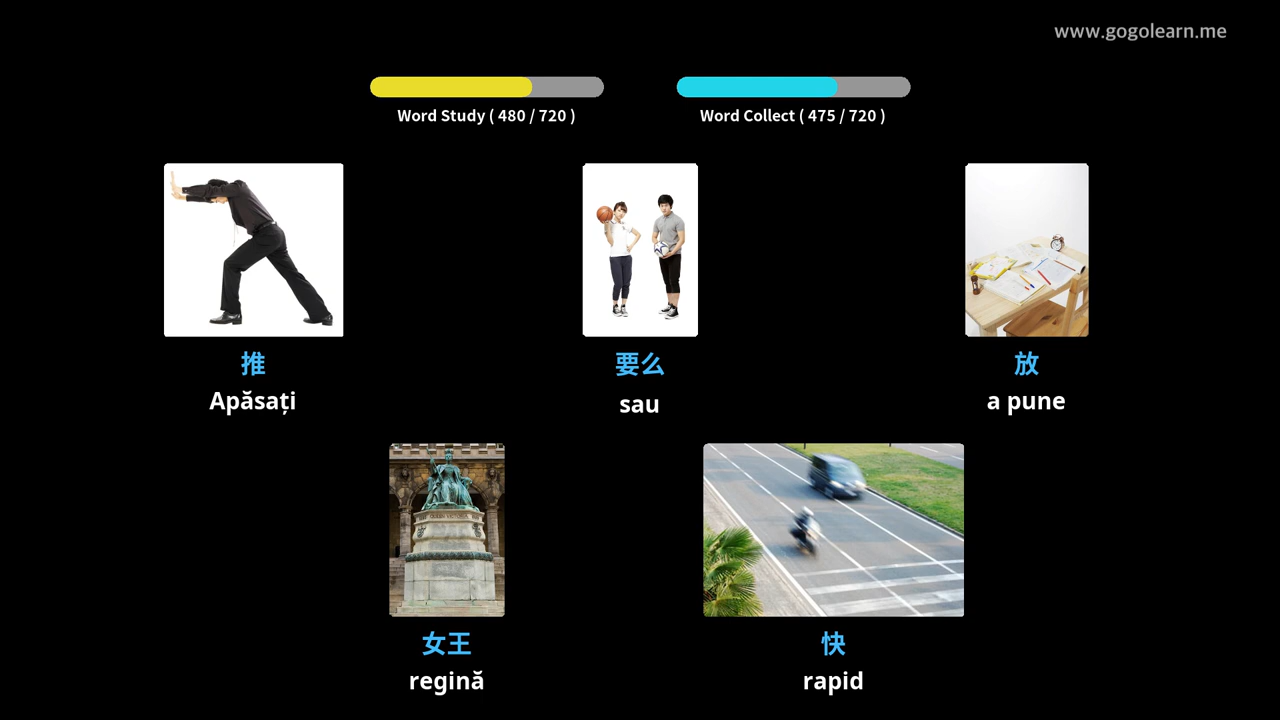 www.gogolearn.me
Word Study ( 480 / 720 )
Word Collect ( 475 / 720 )
推
Apăsați
要么
sau
放
a pune
女王
regină
快
rapid